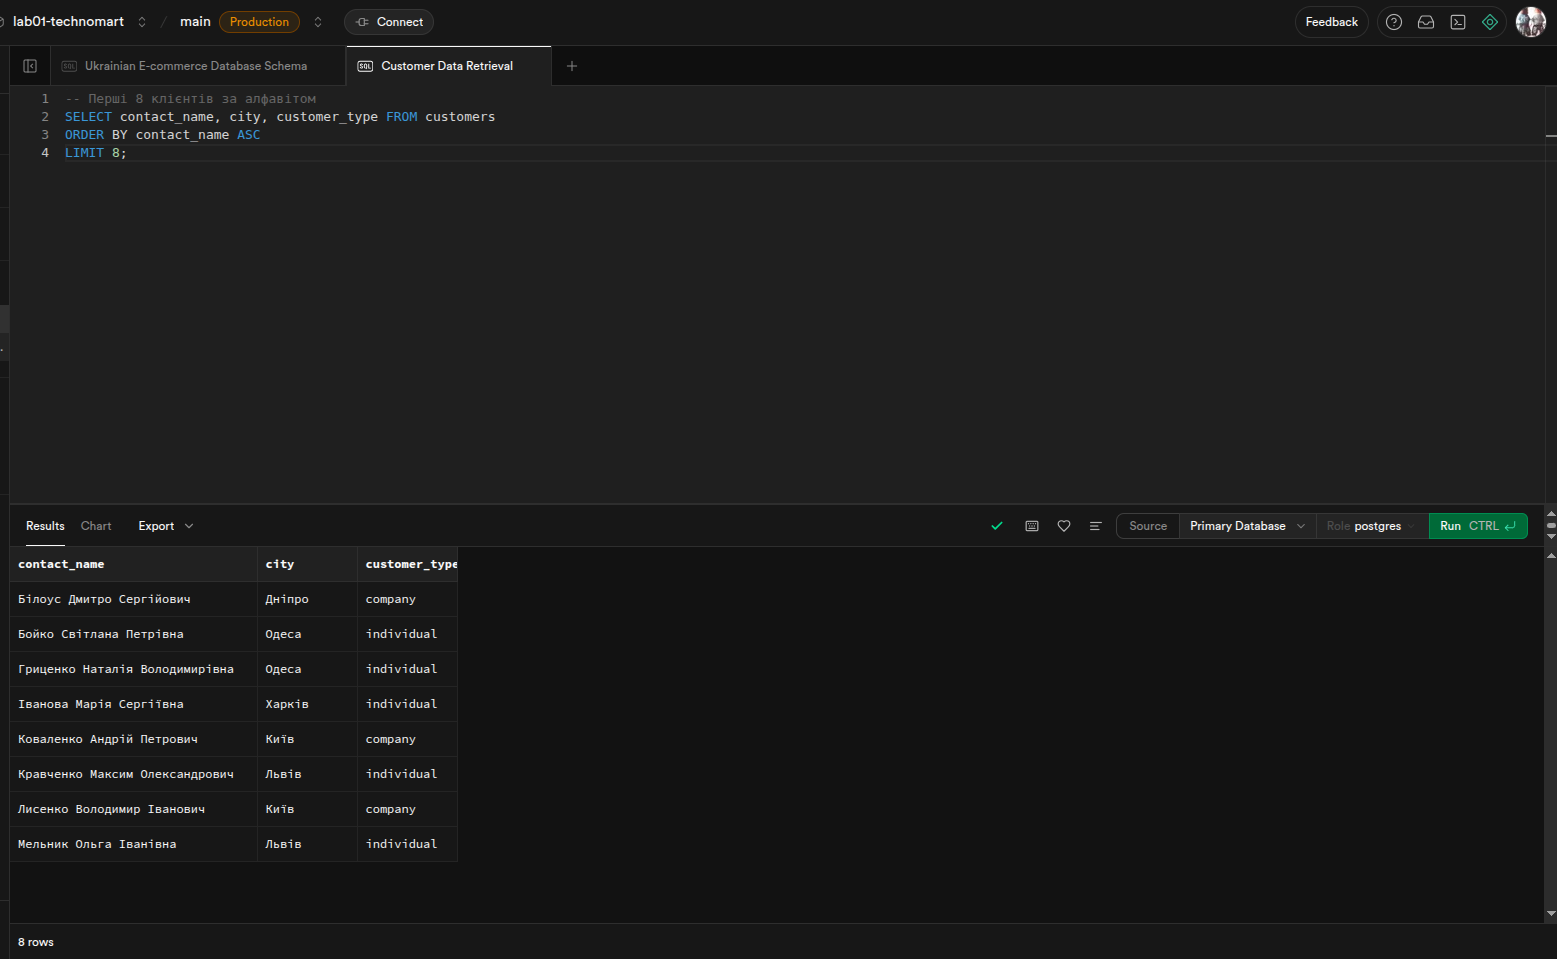 lab01-technomart / main Production Connect Feedback
SQL Ukrainian E-commerce Database Schema SQL Customer Data Retrieval +
1 -- Перші 8 клієнтів за алфавітом
2 SELECT contact_name, city, customer_type FROM customers
3 ORDER BY contact_name ASC
4 LIMIT 8;
Results Chart Export Source Primary Database Role postgres Run CTRL
contact_name city customer_type
Білоус Дмитро Сергійович Дніпро company
Бойко Світлана Петрівна Одеса individual
Гриценко Наталія Володимирівна Одеса individual
Іванова Марія Сергіївна Харків individual
Коваленко Андрій Петрович Київ company
Кравченко Максим Олександрович Львів individual
Лисенко Володимир Іванович Київ company
Мельник Ольга Іванівна Львів individual
8 rows